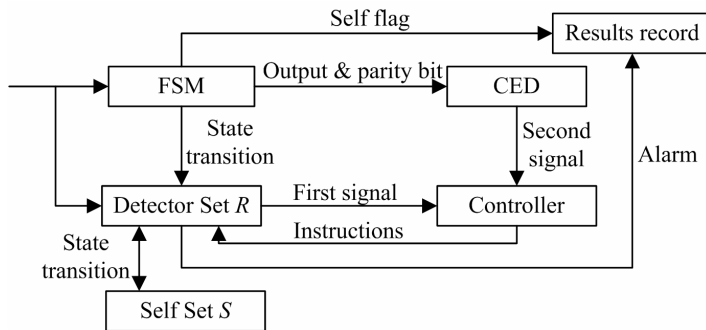 Self flag
Results record
FSM
Output & parity bit
CED
State
transition
Second
signal
Alarm
Detector Set R
First signal
Controller
Instructions
State
transition
Self Set S